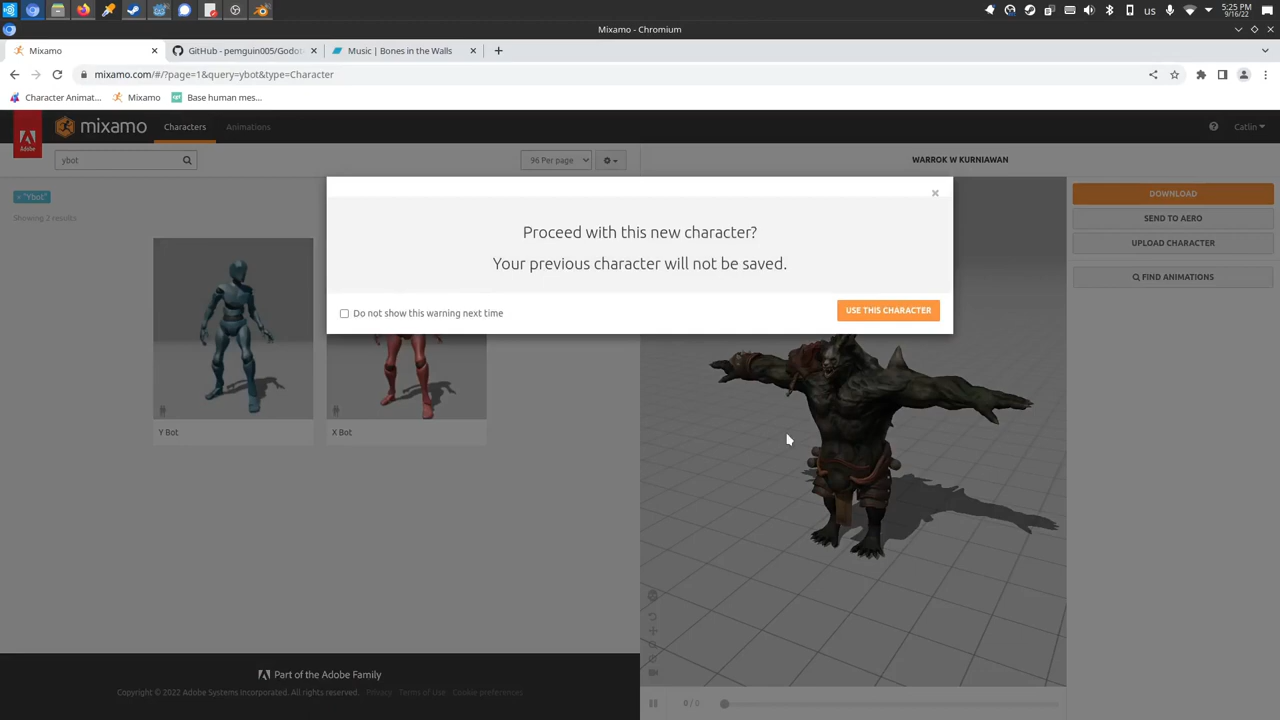 5:25 PM
us
9/16/22
Mixamo - Chromium
Mixamo
GitHub - pemguin005/Godot
Music | Bones in the Walls
mixamo.com/#/?page=1&query=ybot&type=Character
Character Animat...
Mixamo
Base human mes...
Adobe
mixamo
Characters
Animations
Catlin
ybot
96 Per page
WARROK W KURNIAWAN
× "Ybot"
Showing 2 results
×
Proceed with this new character?
Your previous character will not be saved.
Do not show this warning next time
USE THIS CHARACTER
DOWNLOAD
SEND TO AERO
UPLOAD CHARACTER
FIND ANIMATIONS
Y Bot
X Bot
Part of the Adobe Family
Copyright © 2022 Adobe Systems Incorporated. All rights reserved. Privacy Terms of Use Cookie preferences
0 / 0